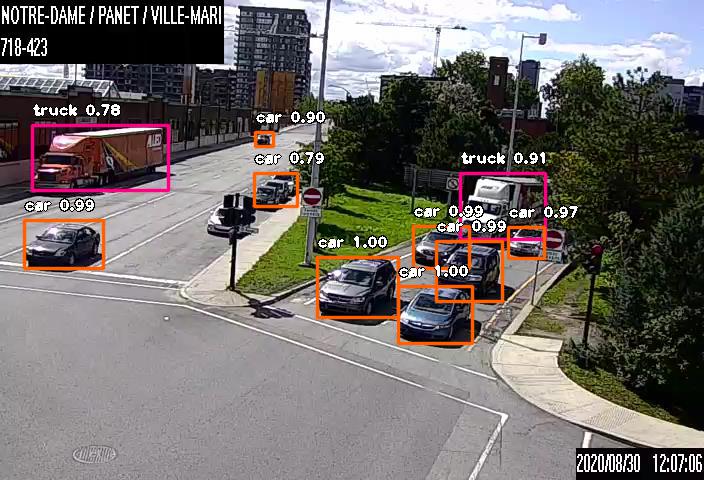 NOTRE-DAME / PANET / VILLE-MARI
718-423
truck 0.78
car 0.90
car 0.79
truck 0.91
car 0.99
car 0.99
car 0.97
car 0.99
car 1.00
car 1.00
2020/08/30 12:07:06